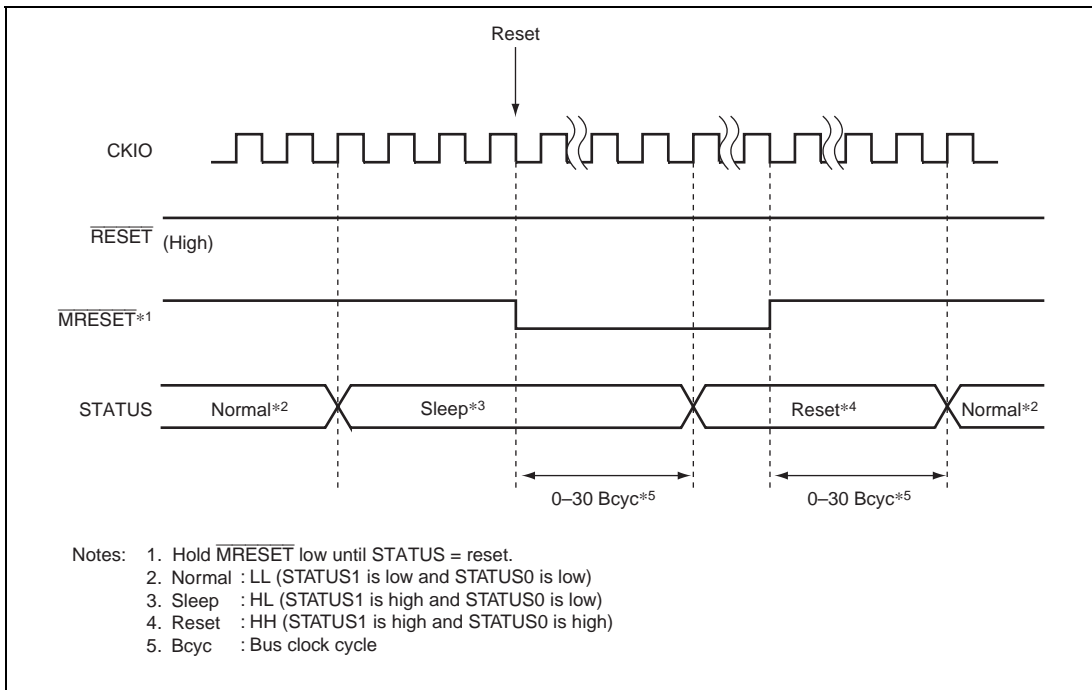 Reset
CKIO
RESET (High)
MRESET*1
STATUS Normal*2 Sleep*3 Reset*4 Normal*2
0–30 Bcyc*5 0–30 Bcyc*5
Notes: 1. Hold MRESET low until STATUS = reset.
2. Normal : LL (STATUS1 is low and STATUS0 is low)
3. Sleep : HL (STATUS1 is high and STATUS0 is low)
4. Reset : HH (STATUS1 is high and STATUS0 is high)
5. Bcyc : Bus clock cycle